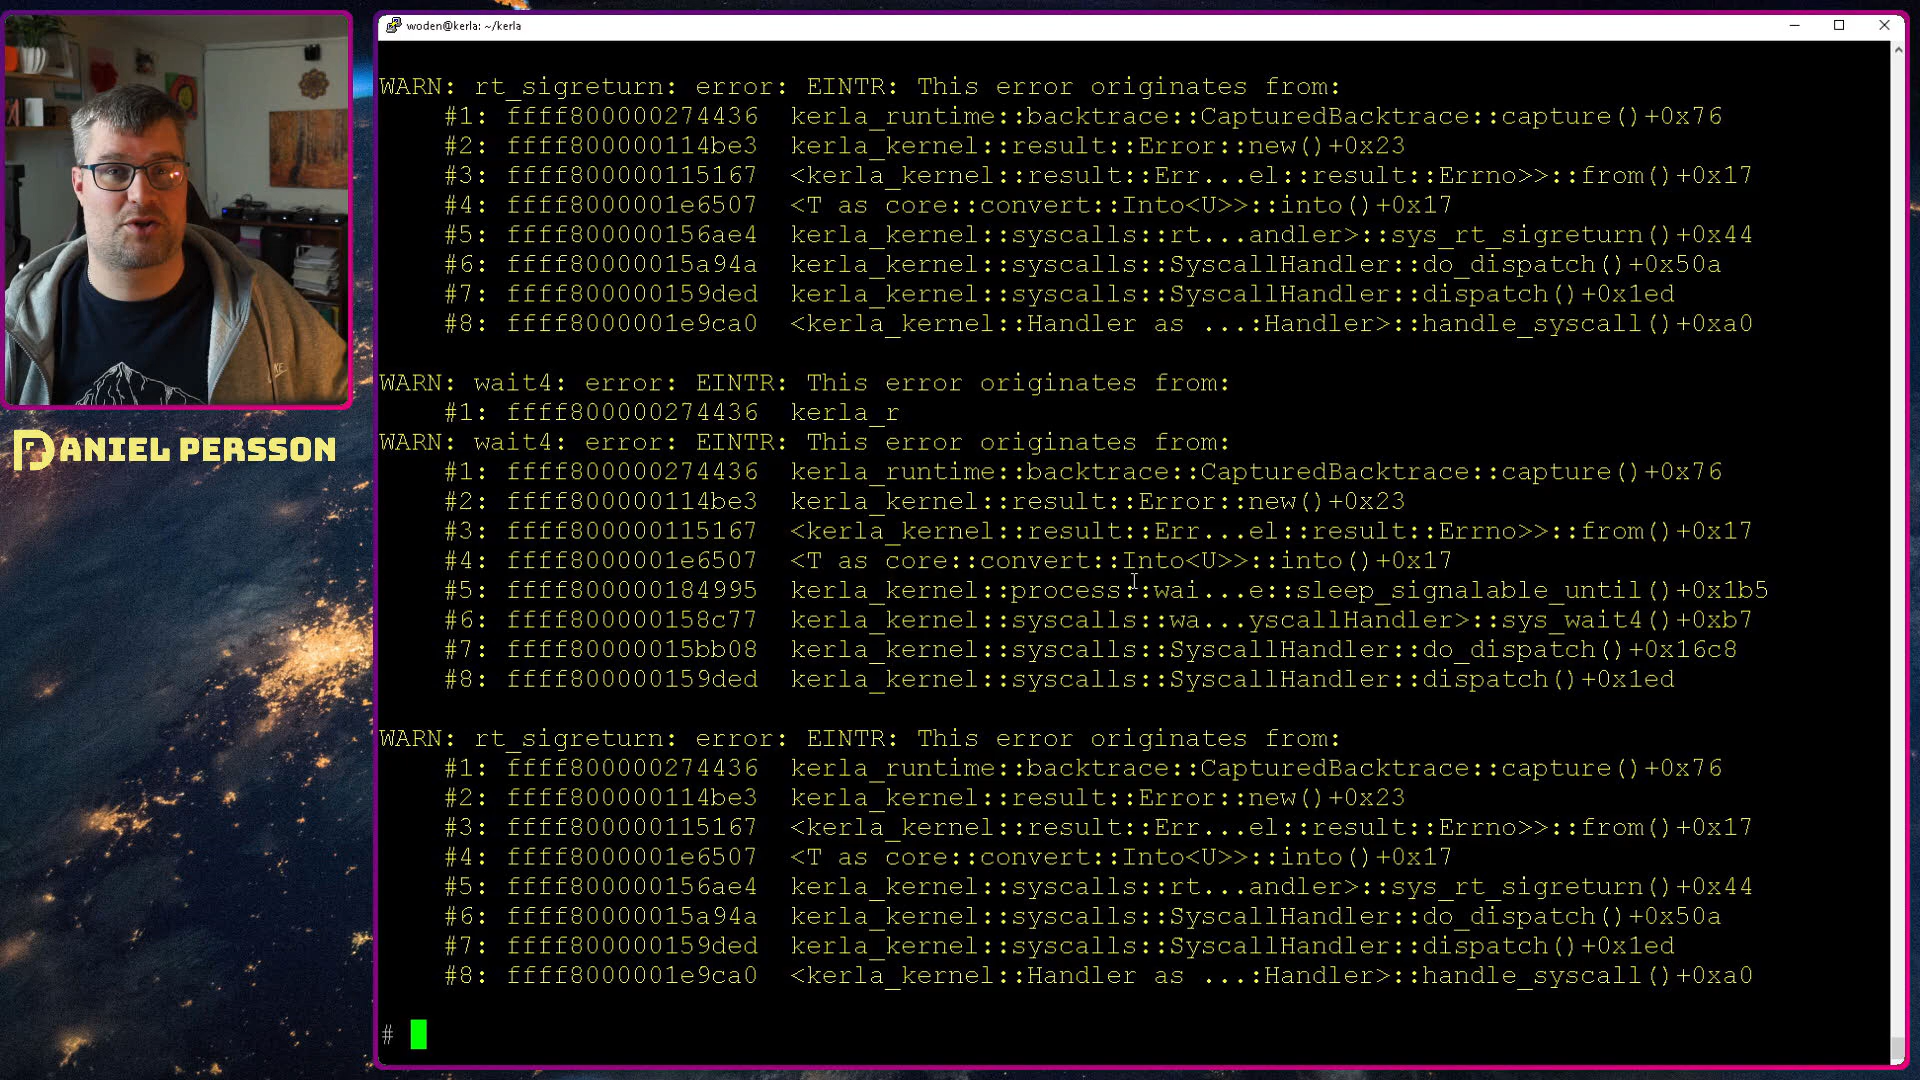 woden@kerla: ~/kerla
WARN: rt_sigreturn: error: EINTR: This error originates from:
#1: ffff800000274436 kerla_runtime::backtrace::CapturedBacktrace::capture()+0x76
#2: ffff800000114be3 kerla_kernel::result::Error::new()+0x23
#3: ffff800000115167 <kerla_kernel::result::Err...el::result::Errno>>::from()+0x17
#4: ffff8000001e6507 <T as core::convert::Into<U>>::into()+0x17
#5: ffff800000156ae4 kerla_kernel::syscalls::rt...andler>::sys_rt_sigreturn()+0x44
#6: ffff80000015a94a kerla_kernel::syscalls::SyscallHandler::do_dispatch()+0x50a
#7: ffff800000159ded kerla_kernel::syscalls::SyscallHandler::dispatch()+0x1ed
#8: ffff8000001e9ca0 <kerla_kernel::Handler as ...:Handler>::handle_syscall()+0xa0
WARN: wait4: error: EINTR: This error originates from:
#1: ffff800000274436 kerla_r
WARN: wait4: error: EINTR: This error originates from:
#1: ffff800000274436 kerla_runtime::backtrace::CapturedBacktrace::capture()+0x76
#2: ffff800000114be3 kerla_kernel::result::Error::new()+0x23
#3: ffff800000115167 <kerla_kernel::result::Err...el::result::Errno>>::from()+0x17
#4: ffff8000001e6507 <T as core::convert::Into<U>>::into()+0x17
#5: ffff800000184995 kerla_kernel::process::wai...e::sleep_signalable_until()+0x1b5
#6: ffff800000158c77 kerla_kernel::syscalls::wa...yscallHandler>::sys_wait4()+0xb7
#7: ffff80000015bb08 kerla_kernel::syscalls::SyscallHandler::do_dispatch()+0x16c8
#8: ffff800000159ded kerla_kernel::syscalls::SyscallHandler::dispatch()+0x1ed
WARN: rt_sigreturn: error: EINTR: This error originates from:
#1: ffff800000274436 kerla_runtime::backtrace::CapturedBacktrace::capture()+0x76
#2: ffff800000114be3 kerla_kernel::result::Error::new()+0x23
#3: ffff800000115167 <kerla_kernel::result::Err...el::result::Errno>>::from()+0x17
#4: ffff8000001e6507 <T as core::convert::Into<U>>::into()+0x17
#5: ffff800000156ae4 kerla_kernel::syscalls::rt...andler>::sys_rt_sigreturn()+0x44
#6: ffff80000015a94a kerla_kernel::syscalls::SyscallHandler::do_dispatch()+0x50a
#7: ffff800000159ded kerla_kernel::syscalls::SyscallHandler::dispatch()+0x1ed
#8: ffff8000001e9ca0 <kerla_kernel::Handler as ...:Handler>::handle_syscall()+0xa0
#
DANIEL PERSSON